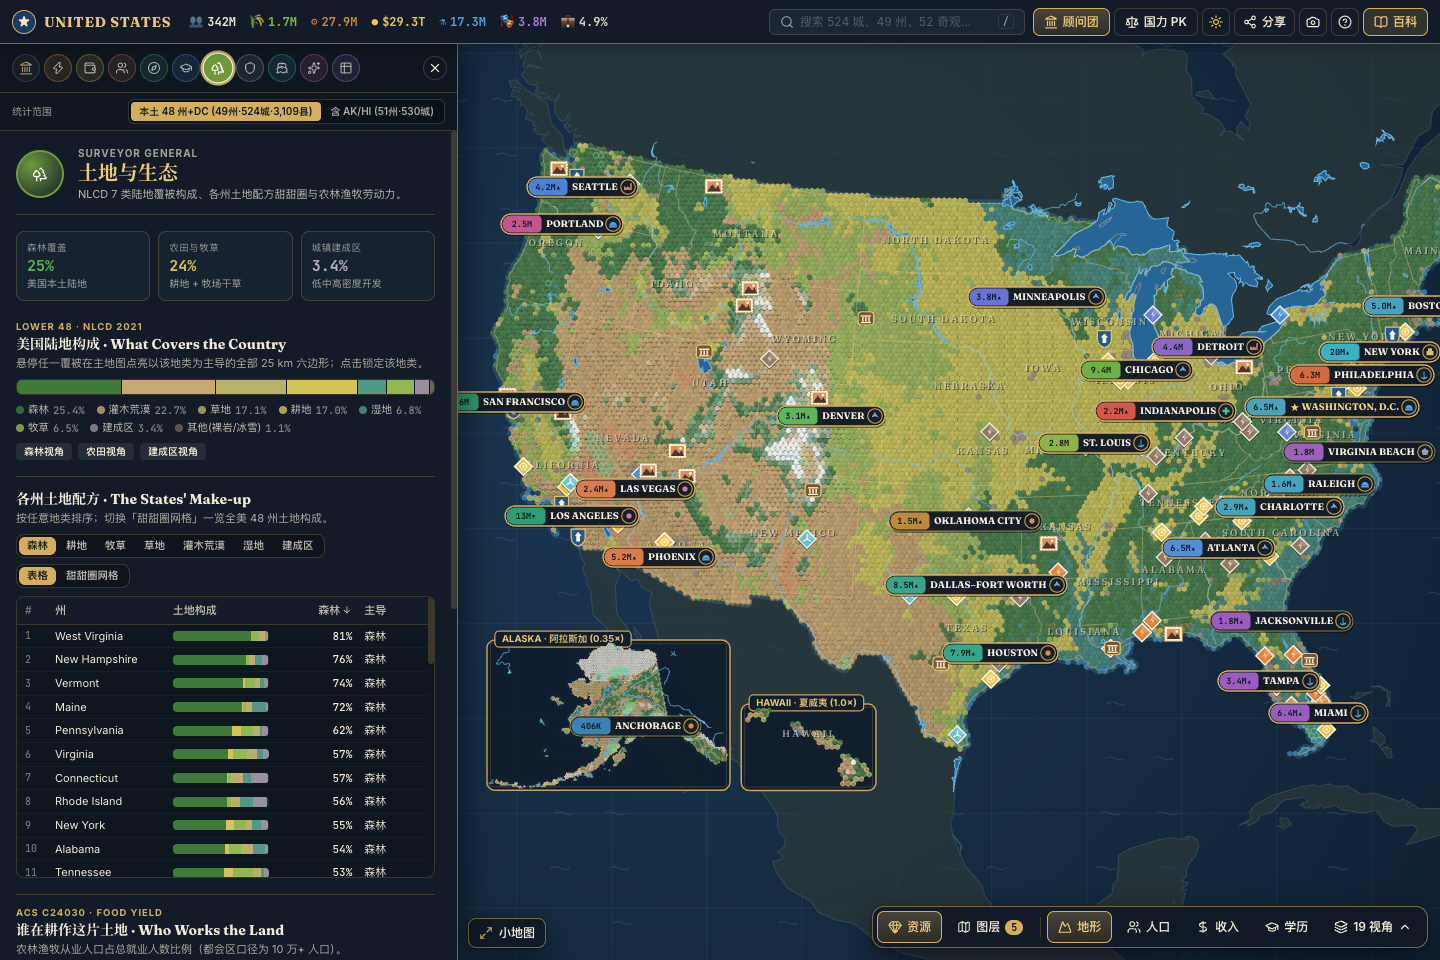 UNITED STATES
342M 1.7M 27.9M $29.3T 17.3M 3.8M 4.9%
搜索 524 城、49 州、52 奇观... /
顾问团 国力 PK 分享 百科
统计范围
本土 48 州+DC (49州·524城·3,109县) 含 AK/HI (51州·530城)
SURVEYOR GENERAL
土地与生态
NLCD 7 类陆地覆被构成、各州土地配方甜甜圈与农林渔牧劳动力。
森林覆盖 农田与牧草 城镇建成区
25% 24% 3.4%
美国本土陆地 耕地 + 牧场干草 低中高密度开发
LOWER 48 · NLCD 2021
美国陆地构成 · What Covers the Country
悬停任一覆被在主地图点亮以该地类为主导的全部 25 km 六边形；点击锁定该地类。
森林 25.4% 灌木荒漠 22.7% 草地 17.1% 耕地 17.0% 湿地 6.8%
牧草 6.5% 建成区 3.4% 其他(裸岩/冰雪) 1.1%
森林视角 农田视角 建成区视角
各州土地配方 · The States' Make-up
按任意地类排序；切换「甜甜圈网格」一览全美 48 州土地构成。
森林 耕地 牧草 草地 灌木荒漠 湿地 建成区
表格 甜甜圈网格
# 州 土地构成 森林 ↓ 主导
1 West Virginia 81% 森林
2 New Hampshire 76% 森林
3 Vermont 74% 森林
4 Maine 72% 森林
5 Pennsylvania 62% 森林
6 Virginia 57% 森林
7 Connecticut 57% 森林
8 Rhode Island 56% 森林
9 New York 55% 森林
10 Alabama 54% 森林
11 Tennessee 53% 森林
ACS C24030 · FOOD YIELD
谁在耕作这片土地 · Who Works the Land
农林渔牧从业人口占总就业人数比例（都会区口径为 10 万+ 人口）。
4.2M▲ SEATTLE
2.5M PORTLAND
OREGON
MONTANA
NORTH DAKOTA
MAIN
IDAHO
3.8M▲ MINNEAPOLIS
5.0M▲ BOSTO
SOUTH DAKOTA
WISCONSIN
MICHIGAN
WYOMING
4.4M DETROIT
20M▲ NEW YORK
9.4M CHICAGO
6.3M PHILADELPHIA
IOWA
OHIO
UTAH
NEBRASKA
6M SAN FRANCISCO
3.1M▲ DENVER
2.2M▲ INDIANAPOLIS
6.5M▲ ★ WASHINGTON, D.C.
NEVADA
2.8M ST. LOUIS
KANSAS
1.8M VIRGINIA BEACH
2.4M▲ LAS VEGAS
1.6M▲ RALEIGH
13M▼ LOS ANGELES
1.5M▲ OKLAHOMA CITY
2.9M▲ CHARLOTTE
SOUTH CAROLINA
NEW MEXICO
5.2M▲ PHOENIX
6.5M▲ ATLANTA
ALABAMA
8.5M▲ DALLAS–FORT WORTH
MISSISSIPPI
TEXAS
LOUISIANA
1.8M▲ JACKSONVILLE
7.9M▲ HOUSTON
3.4M▲ TAMPA
6.4M▲ MIAMI
ALASKA · 阿拉斯加 (0.35×)
406K ANCHORAGE
HAWAII · 夏威夷 (1.0×)
HAWAII
小地图
资源 图层 5 地形 人口 收入 学历 19 视角